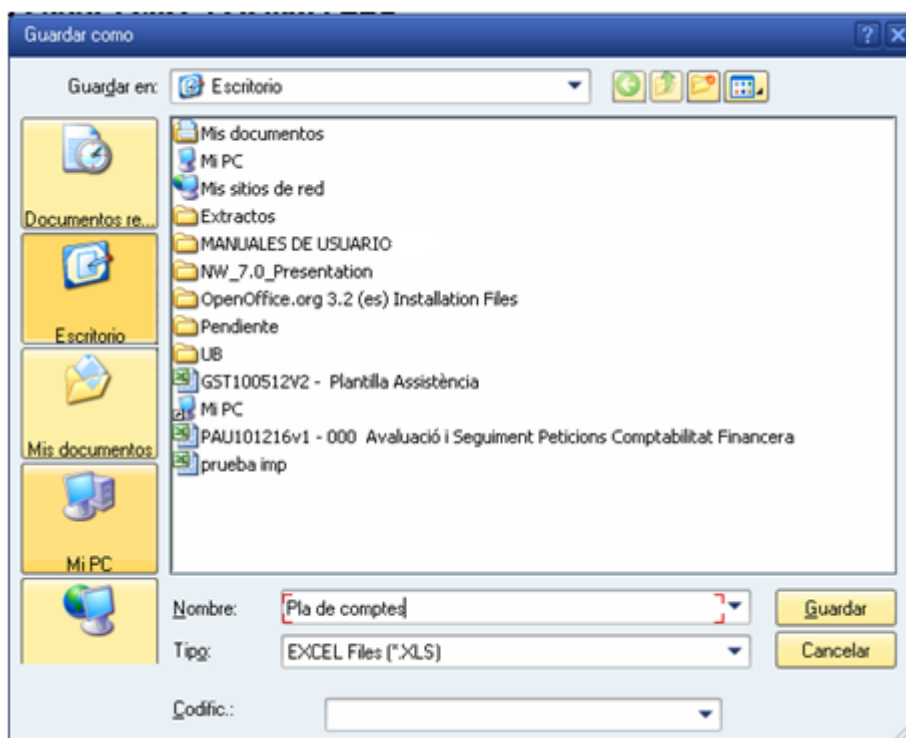 Guardar como
Guardar en: Escritorio
Mis documentos
Mi PC
Mis sitios de red
Extractos
MANUALES DE USUARIO
NW_7.0_Presentation
OpenOffice.org 3.2 (es) Installation Files
Pendiente
UB
GST100512V2 - Plantilla Assistència
Mi PC
PAU101216v1 - 000 Avaluació i Seguiment Peticions Comptabilitat Financera
prueba imp
Documentos re...
Escritorio
Mis documentos
Mi PC
Nombre: Pla de comptes Guardar
Tipo: EXCEL Files (*.XLS) Cancelar
Codific.: